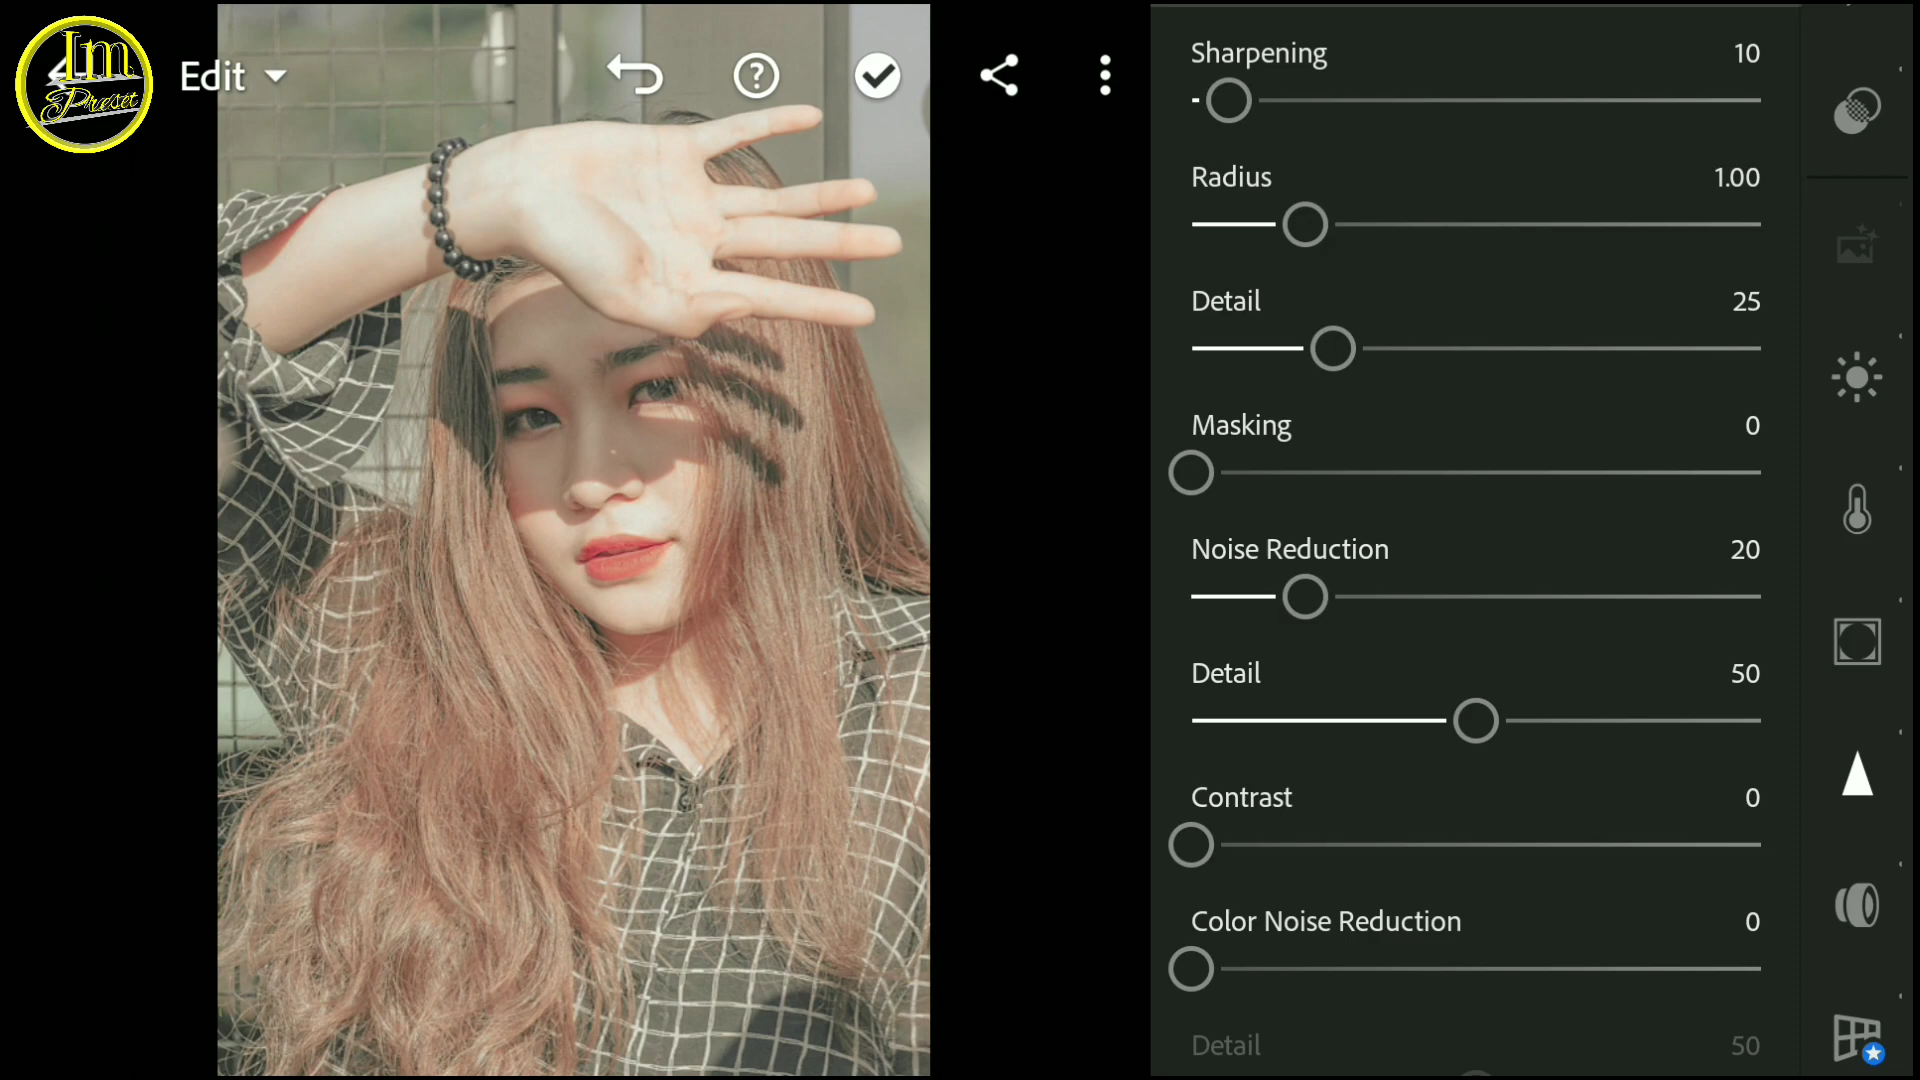 Im
Preset
Edit
Sharpening 10
Radius 1.00
Detail 25
Masking 0
Noise Reduction 20
Detail 50
Contrast 0
Color Noise Reduction 0
Detail 50